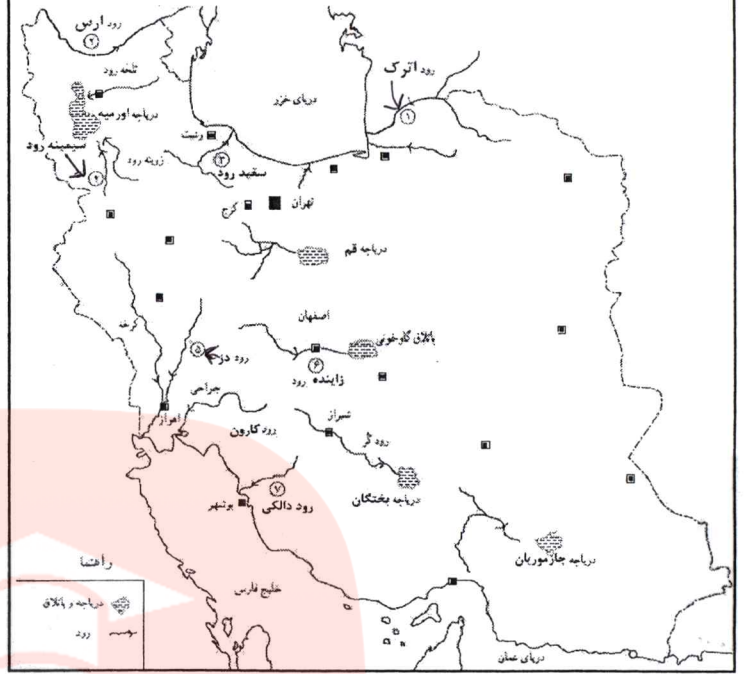 رود ارس
۲
تلخه رود
دریاچه اورمیه
سیمینه رود
۴
زرینه رود
رشت
۳
سفید رود
دریای خزر
رود اترک
۱
تهران
کرج
دریاچه قم
اصفهان
باتلاق گاوخونی
۶
زاینده رود
کرخه
۵
رود دز
جراحی
اهواز
رود کارون
شیراز
رود کُر
دریاچه بختگان
۷
رود دالکی
بوشهر
دریاچه جازموریان
خلیج فارس
دریای عمان
راهنما
دریاچه و باتلاق
رود